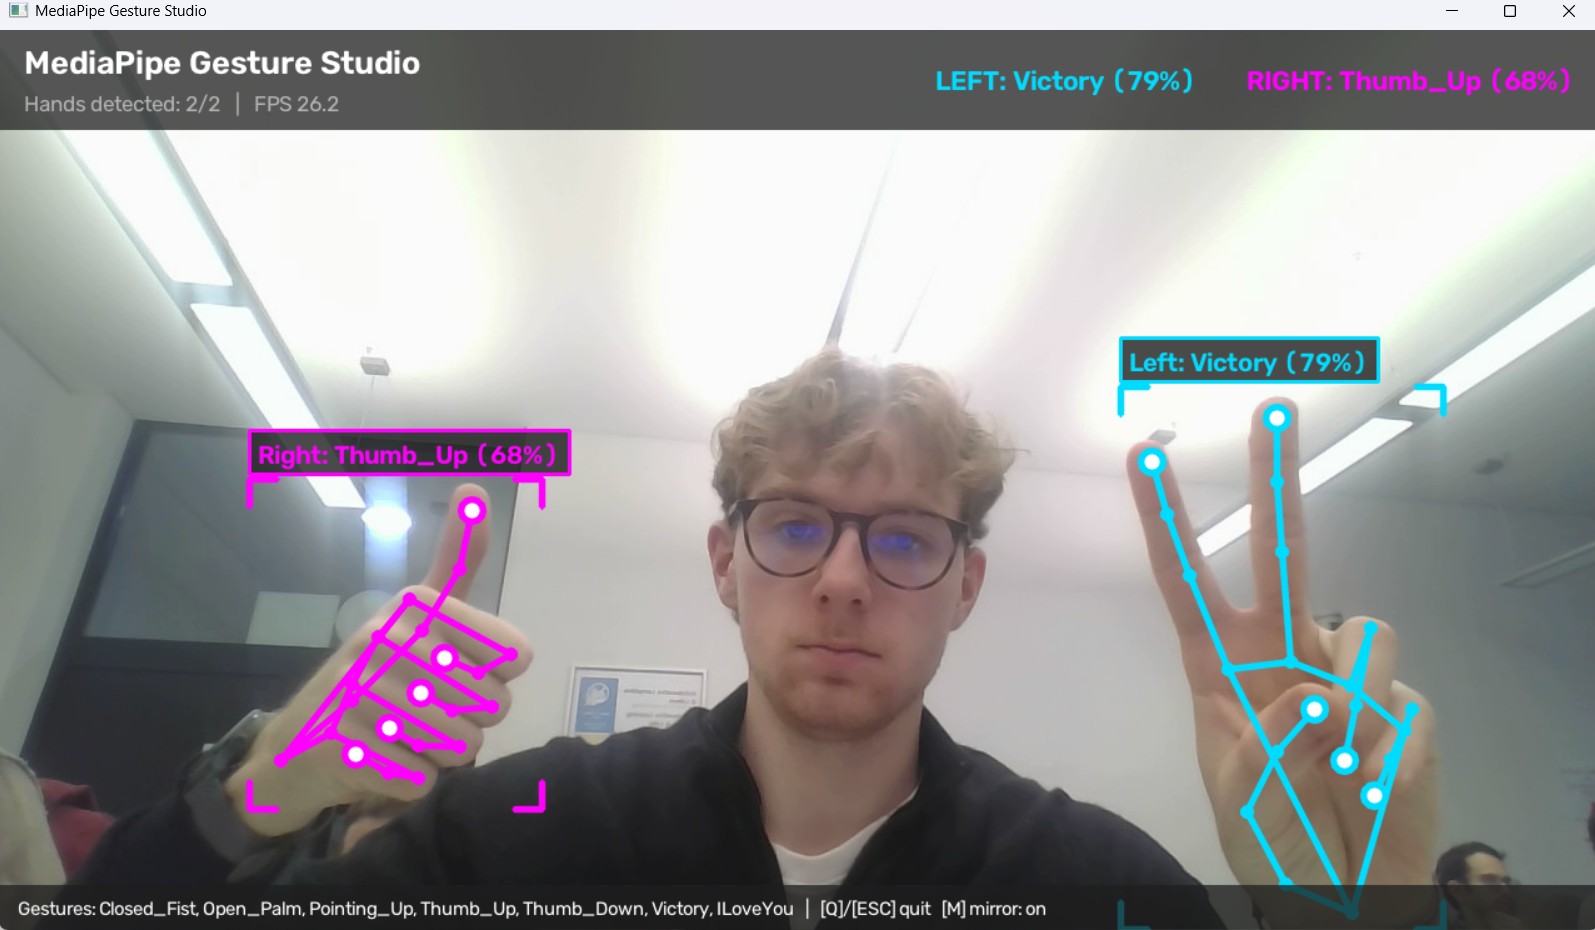 MediaPipe Gesture Studio
MediaPipe Gesture Studio
Hands detected: 2/2 | FPS 26.2
LEFT: Victory (79%)
RIGHT: Thumb_Up (68%)
Left: Victory (79%)
Right: Thumb_Up (68%)
Gestures: Closed_Fist, Open_Palm, Pointing_Up, Thumb_Up, Thumb_Down, Victory, ILoveYou | [Q]/[ESC] quit [M] mirror: on